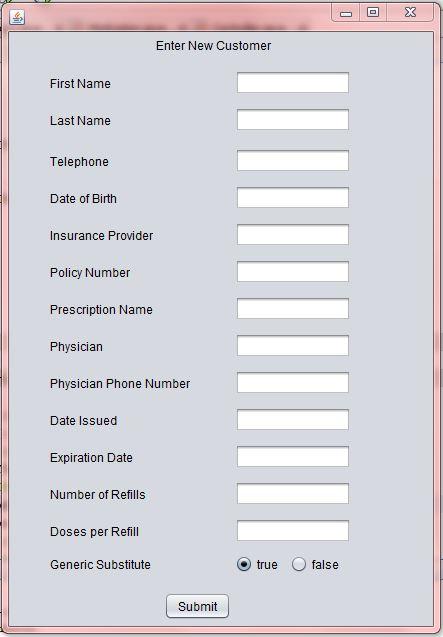 Enter New Customer
First Name
Last Name
Telephone
Date of Birth
Insurance Provider
Policy Number
Prescription Name
Physician
Physician Phone Number
Date Issued
Expiration Date
Number of Refills
Doses per Refill
Generic Substitute true false
Submit